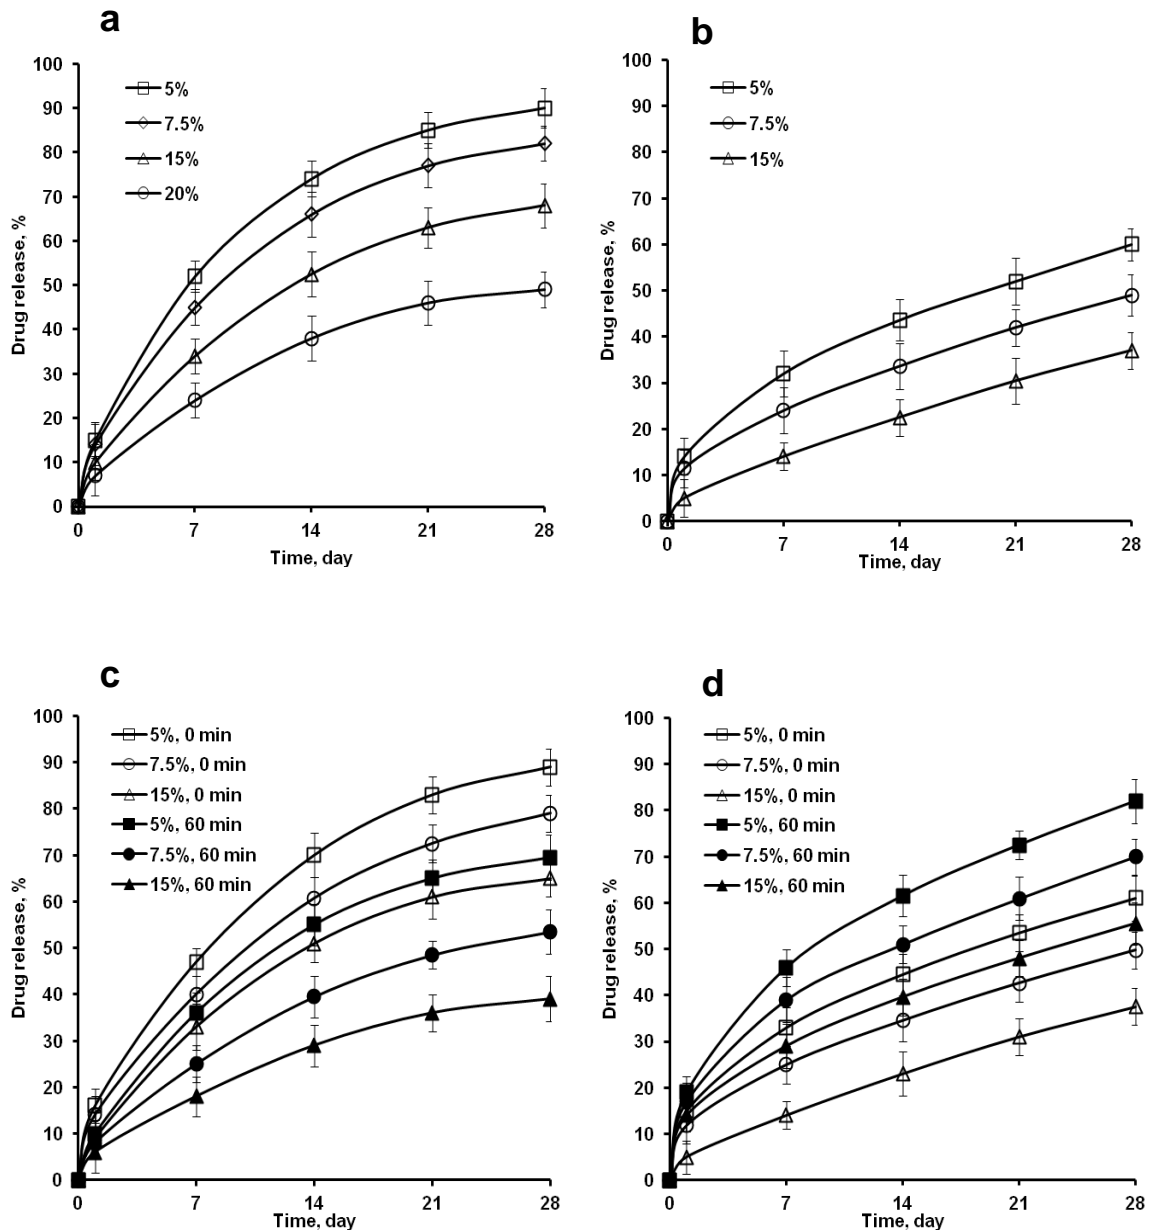 a
100
90
80
70
60
50
40
30
20
10
0
Drug release, %
5%
7.5%
15%
20%
0 7 14 21 28
Time, day
b
100
90
80
70
60
50
40
30
20
10
0
Drug release, %
5%
7.5%
15%
0 7 14 21 28
Time, day
c
100
90
80
70
60
50
40
30
20
10
0
Drug release, %
5%, 0 min
7.5%, 0 min
15%, 0 min
5%, 60 min
7.5%, 60 min
15%, 60 min
0 7 14 21 28
Time, day
d
100
90
80
70
60
50
40
30
20
10
0
Drug release, %
5%, 0 min
7.5%, 0 min
15%, 0 min
5%, 60 min
7.5%, 60 min
15%, 60 min
0 7 14 21 28
Time, day